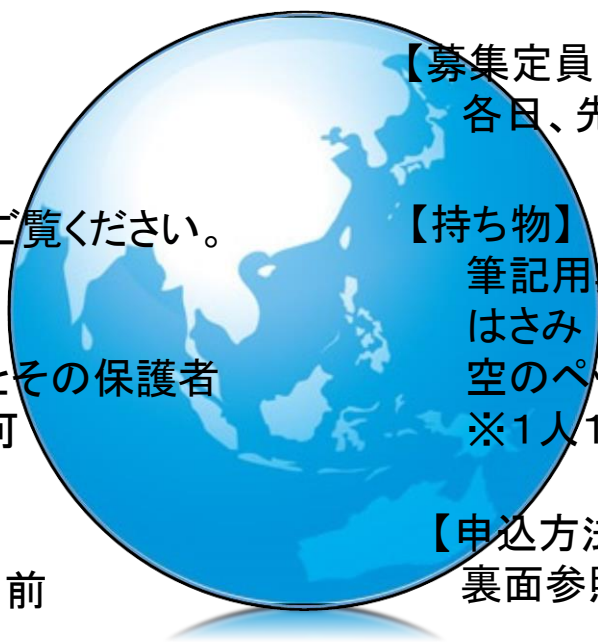 ご覧ください。
とその保護者
可
前
【募集定員
各日、先
【持ち物】
筆記用
はさみ
空のペ
※１人１
【申込方法
裏面参照